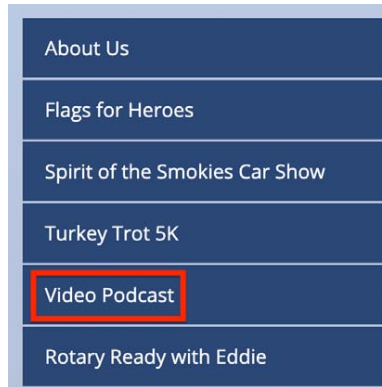 About Us
Flags for Heroes
Spirit of the Smokies Car Show
Turkey Trot 5K
Video Podcast
Rotary Ready with Eddie